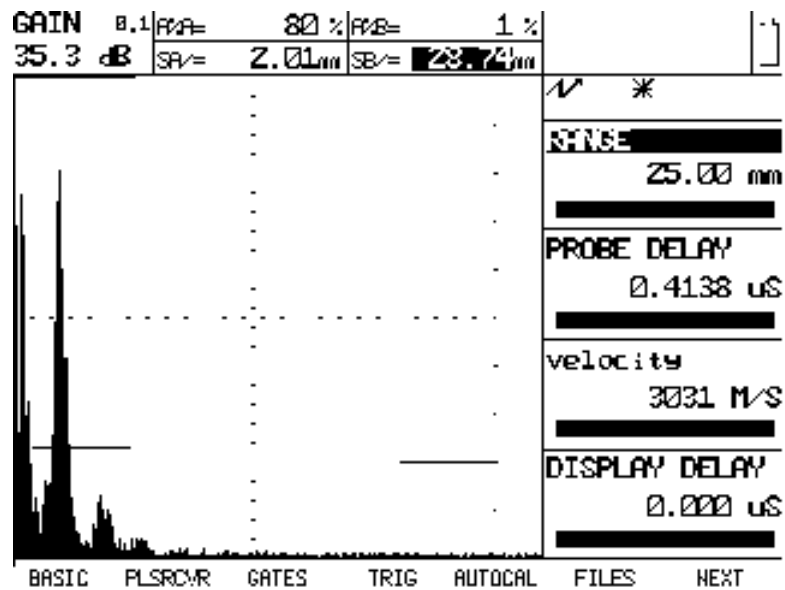 GAIN 0.1 A%A= 80 % A%B= 1 %
35.3 dB SA/= 2.01mm SB/= 28.74mm
RANGE
25.00 mm
PROBE DELAY
0.4138 uS
velocity
3031 M/S
DISPLAY DELAY
0.000 uS
BASIC PLSRCVR GATES TRIG AUTOCAL FILES NEXT